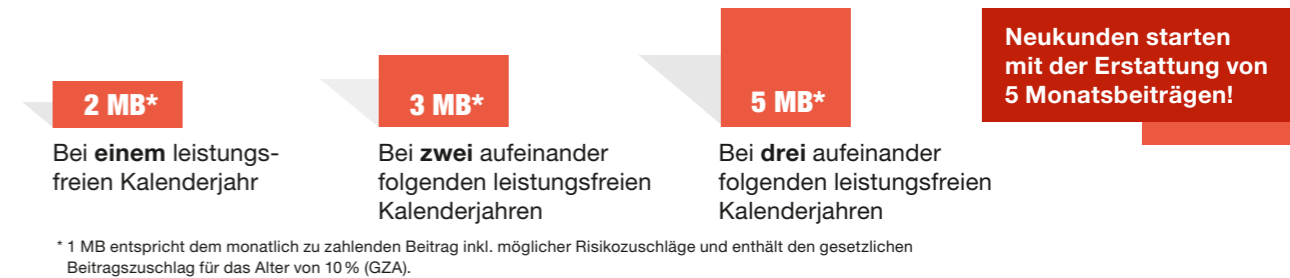 2 MB*
Bei einem leistungs-
freien Kalenderjahr
3 MB*
Bei zwei aufeinander
folgenden leistungsfreien
Kalenderjahren
5 MB*
Bei drei aufeinander
folgenden leistungsfreien
Kalenderjahren
Neukunden starten
mit der Erstattung von
5 Monatsbeiträgen!
* 1 MB entspricht dem monatlich zu zahlenden Beitrag inkl. möglicher Risikozuschläge und enthält den gesetzlichen
Beitragszuschlag für das Alter von 10 % (GZA).